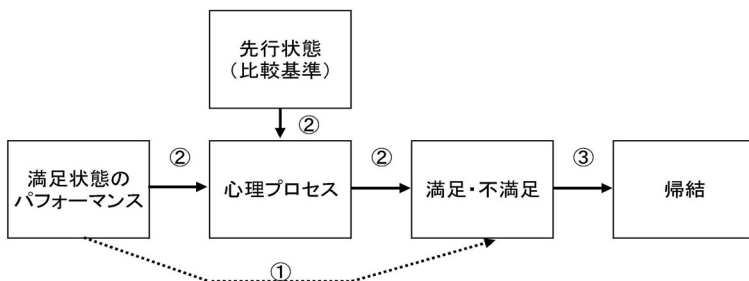 先行状態
(比較基準)
②
②
②
③
満足状態の
パフォーマンス
心理プロセス
満足・不満足
帰結
①